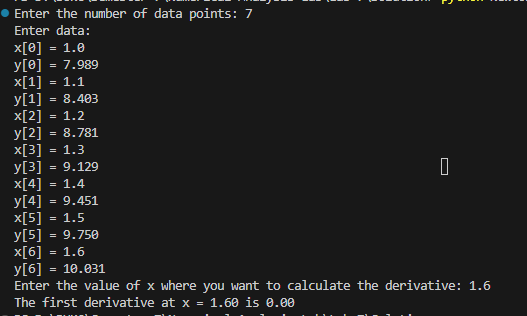 Enter the number of data points: 7
Enter data:
x[0] = 1.0
y[0] = 7.989
x[1] = 1.1
y[1] = 8.403
x[2] = 1.2
y[2] = 8.781
x[3] = 1.3
y[3] = 9.129
x[4] = 1.4
y[4] = 9.451
x[5] = 1.5
y[5] = 9.750
x[6] = 1.6
y[6] = 10.031
Enter the value of x where you want to calculate the derivative: 1.6
The first derivative at x = 1.60 is 0.00